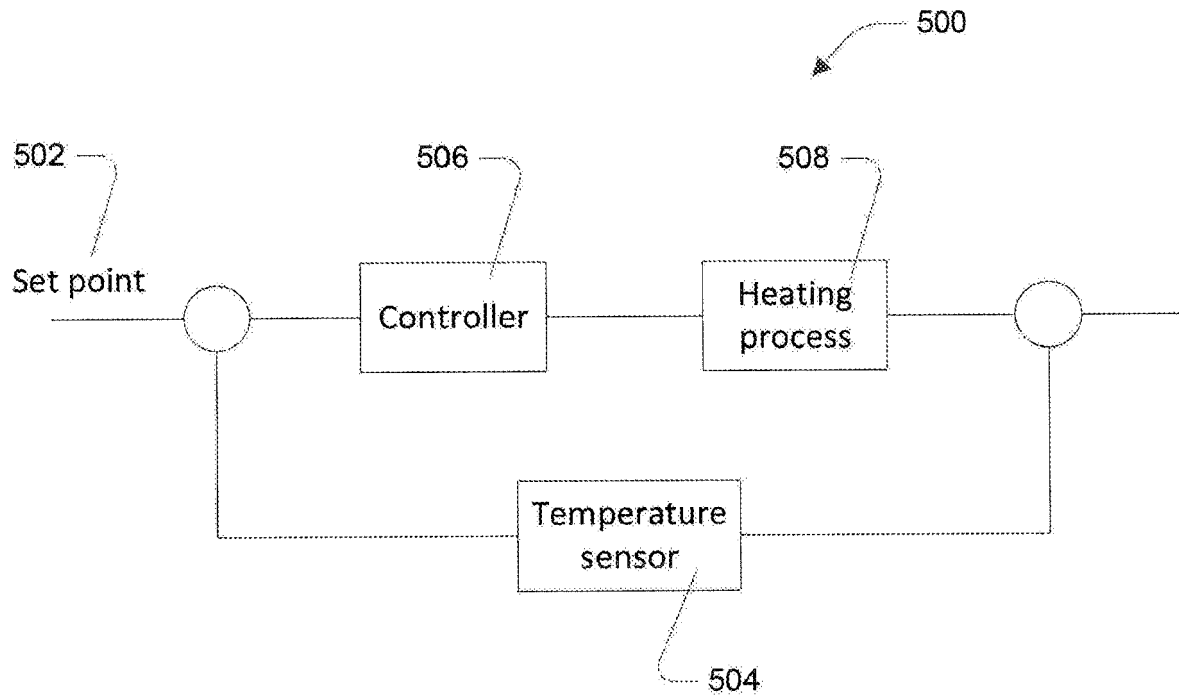 500
502
506
508
Set point
Controller
Heating
process
Temperature
sensor
504